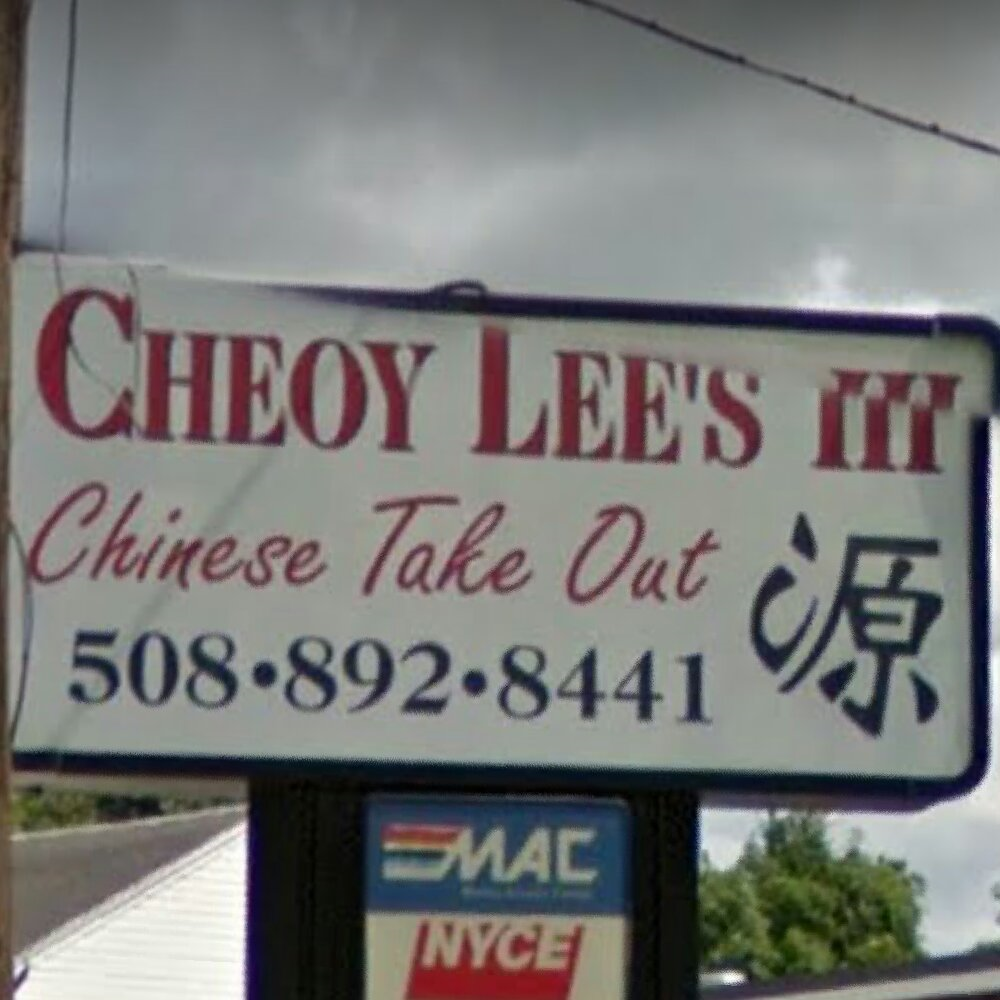 CHEOY LEE'S III
Chinese Take Out
源
508•892•8441
MAC
NYCE